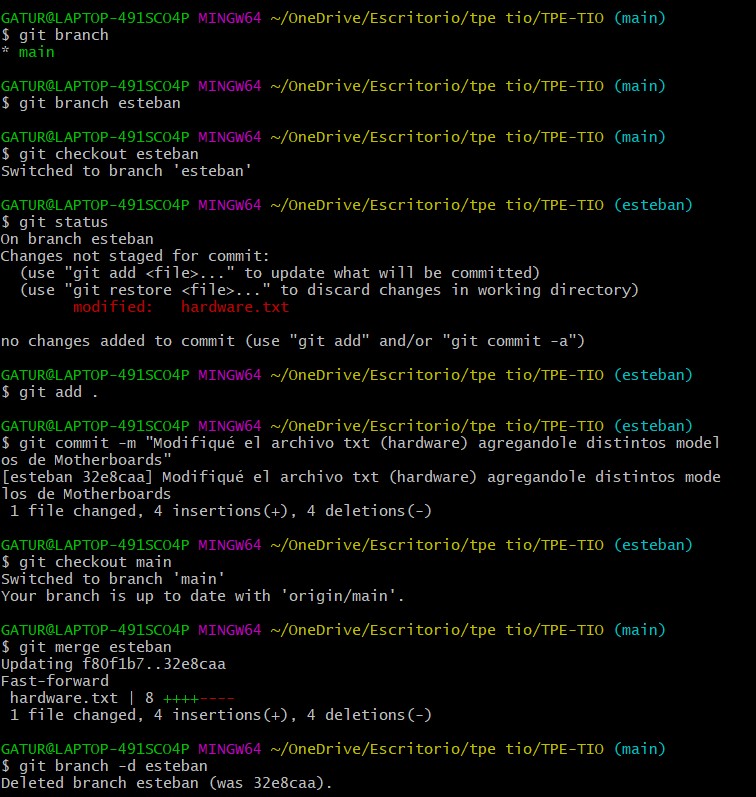 GATUR@LAPTOP-491SCO4P MINGW64 ~/OneDrive/Escritorio/tpe tio/TPE-TIO (main)
$ git branch
* main
GATUR@LAPTOP-491SCO4P MINGW64 ~/OneDrive/Escritorio/tpe tio/TPE-TIO (main)
$ git branch esteban
GATUR@LAPTOP-491SCO4P MINGW64 ~/OneDrive/Escritorio/tpe tio/TPE-TIO (main)
$ git checkout esteban
Switched to branch 'esteban'
GATUR@LAPTOP-491SCO4P MINGW64 ~/OneDrive/Escritorio/tpe tio/TPE-TIO (esteban)
$ git status
On branch esteban
Changes not staged for commit:
  (use "git add <file>..." to update what will be committed)
  (use "git restore <file>..." to discard changes in working directory)
        modified:   hardware.txt
no changes added to commit (use "git add" and/or "git commit -a")
GATUR@LAPTOP-491SCO4P MINGW64 ~/OneDrive/Escritorio/tpe tio/TPE-TIO (esteban)
$ git add .
GATUR@LAPTOP-491SCO4P MINGW64 ~/OneDrive/Escritorio/tpe tio/TPE-TIO (esteban)
$ git commit -m "Modifiqué el archivo txt (hardware) agregandole distintos model
os de Motherboards"
[esteban 32e8caa] Modifiqué el archivo txt (hardware) agregandole distintos mode
los de Motherboards
 1 file changed, 4 insertions(+), 4 deletions(-)
GATUR@LAPTOP-491SCO4P MINGW64 ~/OneDrive/Escritorio/tpe tio/TPE-TIO (esteban)
$ git checkout main
Switched to branch 'main'
Your branch is up to date with 'origin/main'.
GATUR@LAPTOP-491SCO4P MINGW64 ~/OneDrive/Escritorio/tpe tio/TPE-TIO (main)
$ git merge esteban
Updating f80f1b7..32e8caa
Fast-forward
 hardware.txt | 8 ++++----
 1 file changed, 4 insertions(+), 4 deletions(-)
GATUR@LAPTOP-491SCO4P MINGW64 ~/OneDrive/Escritorio/tpe tio/TPE-TIO (main)
$ git branch -d esteban
Deleted branch esteban (was 32e8caa).